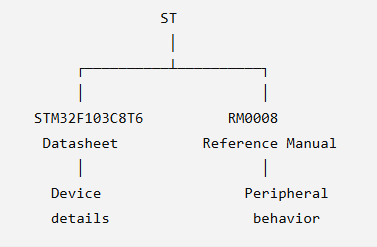 ST
STM32F103C8T6 RM0008
Datasheet Reference Manual
Device Peripheral
details behavior